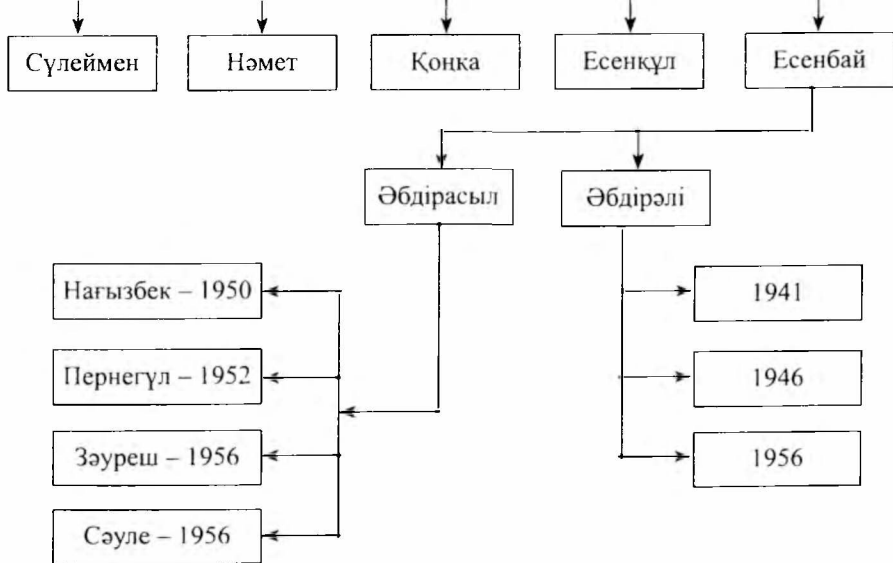 Сүлеймен
Нәмет
Қоңқа
Есенқұл
Есенбай
Әбдірасыл
Әбдірәлі
Нағызбек – 1950
1941
Пернегүл – 1952
1946
Зәуреш – 1956
1956
Сәуле – 1956